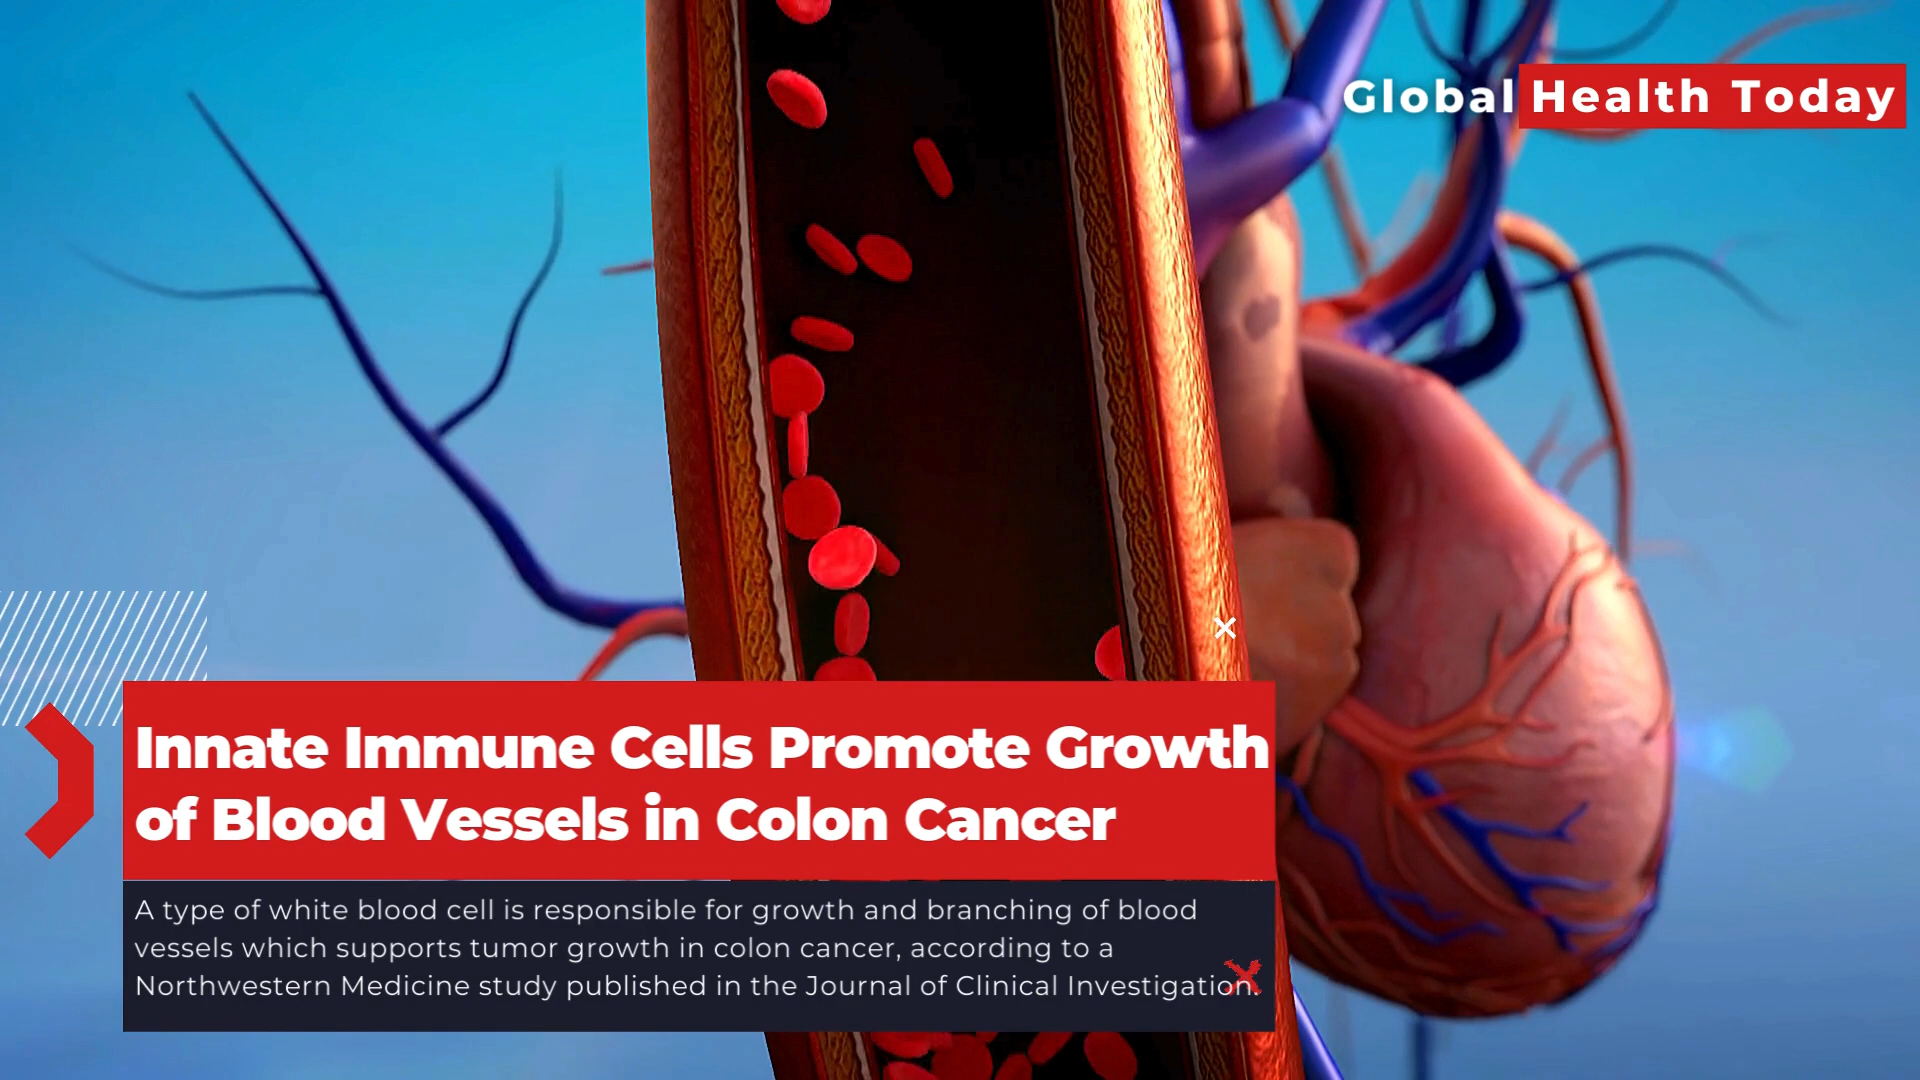 Global Health Today
Innate Immune Cells Promote Growth
of Blood Vessels in Colon Cancer
A type of white blood cell is responsible for growth and branching of blood
vessels which supports tumor growth in colon cancer, according to a
Northwestern Medicine study published in the Journal of Clinical Investigation.